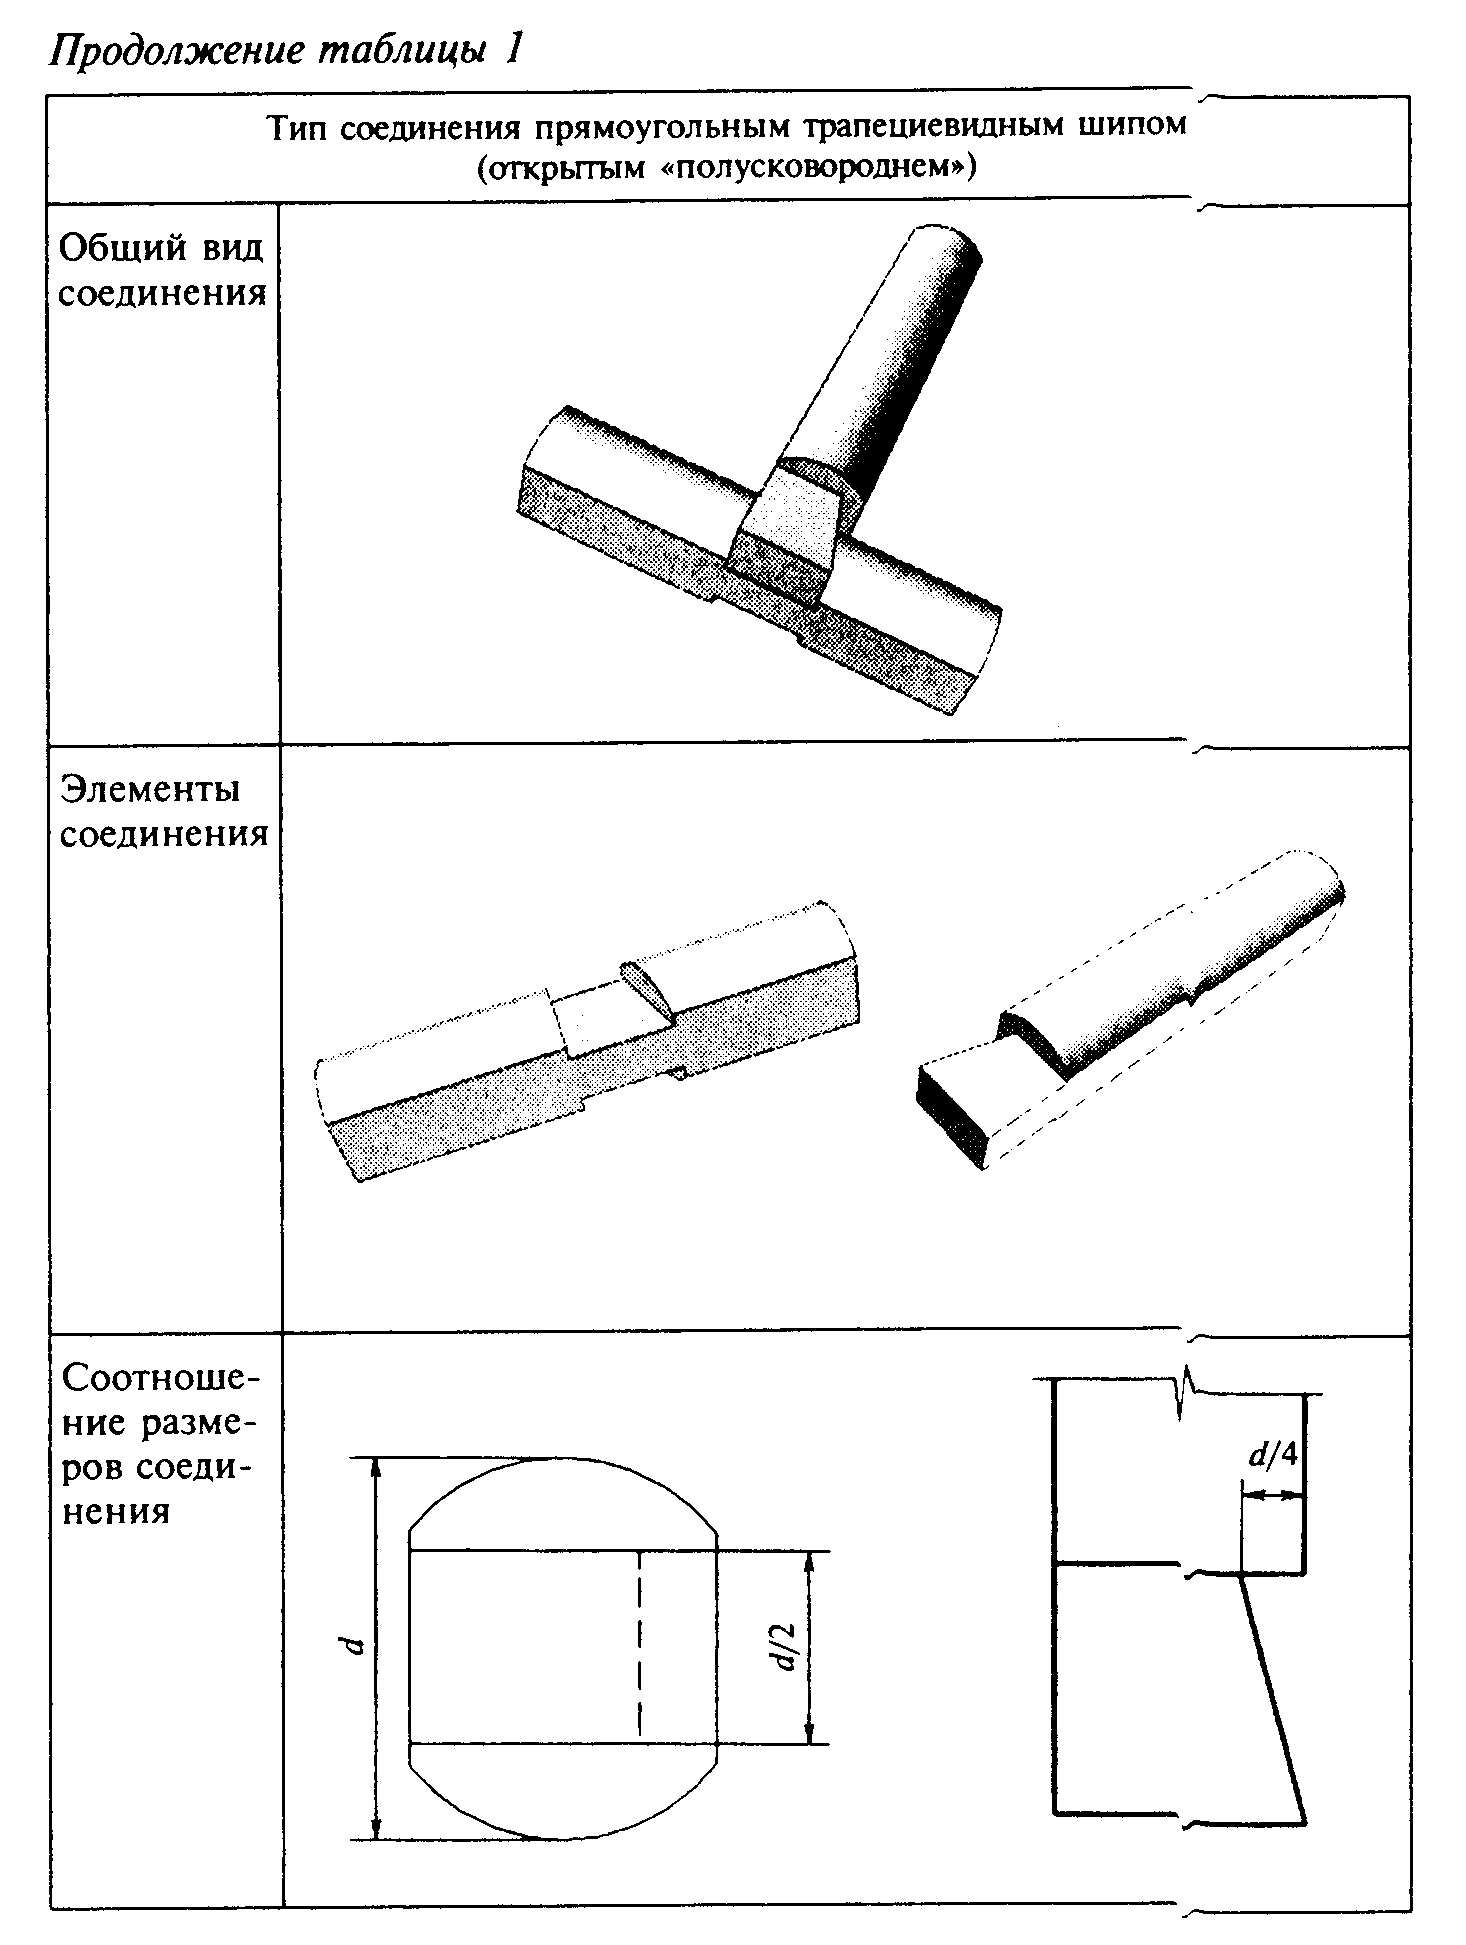 Продолжение таблицы 1
Тип соединения прямоугольным трапециевидным шипом
(открытым «полусковороднем»)
Общий вид
соединения
Элементы
соединения
Соотноше-
ние разме-
ров соеди-
нения
d
d/2
d/4